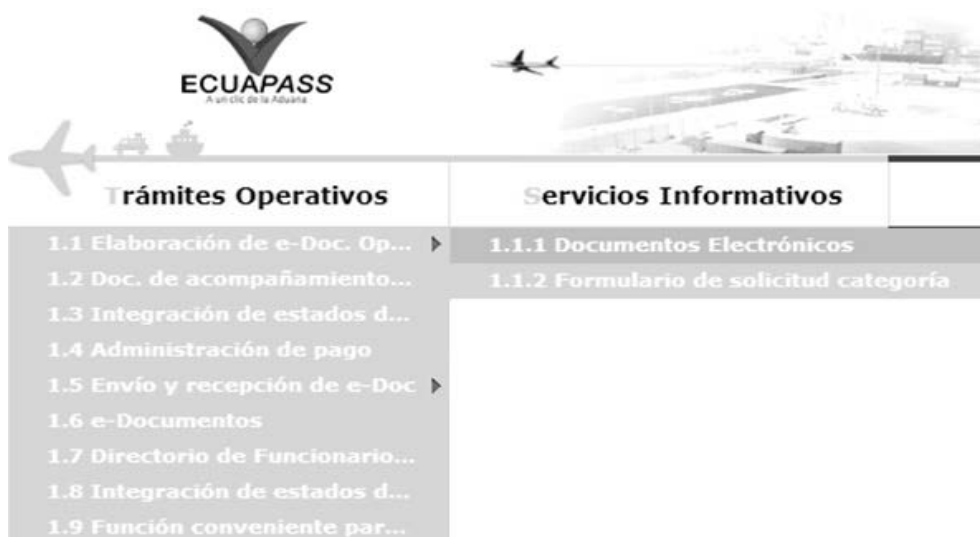 ECUAPASS
A un clic de la Aduana
Trámites Operativos
Servicios Informativos
1.1 Elaboración de e-Doc. Op...
1.1.1 Documentos Electrónicos
1.2 Doc. de acompañamiento...
1.1.2 Formulario de solicitud categoría
1.3 Integración de estados d...
1.4 Administración de pago
1.5 Envío y recepción de e-Doc
1.6 e-Documentos
1.7 Directorio de Funcionario...
1.8 Integración de estados d...
1.9 Función conveniente par...